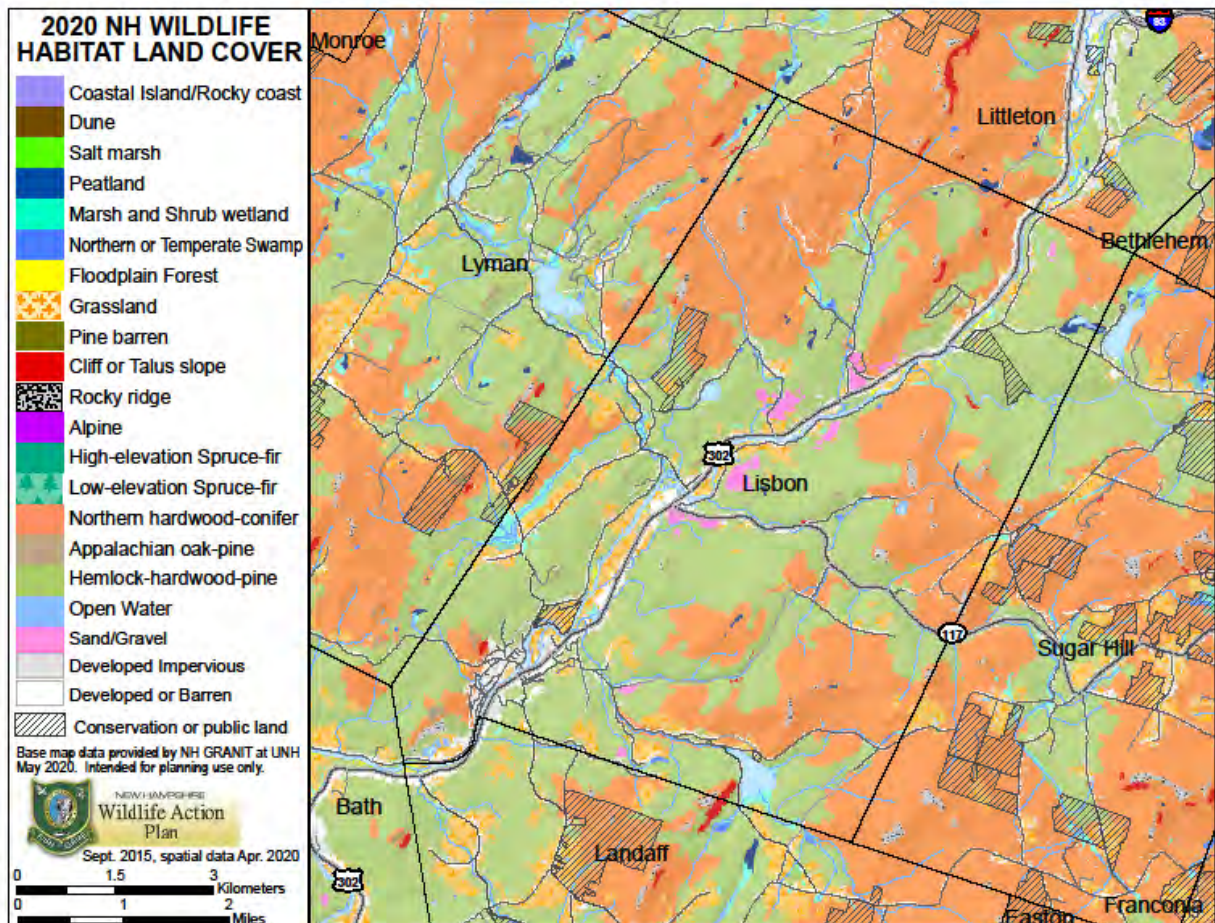 2020 NH WILDLIFE
HABITAT LAND COVER
Coastal Island/Rocky coast
Dune
Salt marsh
Peatland
Marsh and Shrub wetland
Northern or Temperate Swamp
Floodplain Forest
Grassland
Pine barren
Cliff or Talus slope
Rocky ridge
Alpine
High-elevation Spruce-fir
Low-elevation Spruce-fir
Northern hardwood-conifer
Appalachian oak-pine
Hemlock-hardwood-pine
Open Water
Sand/Gravel
Developed Impervious
Developed or Barren
Conservation or public land
Base map data provided by NH GRANIT at UNH
May 2020. Intended for planning use only.
NEW HAMPSHIRE
Wildlife Action
Plan
Sept. 2015, spatial data Apr. 2020
0 1.5 3
Kilometers
0 1 2
Miles
Monroe
93
Littleton
Bethlehem
Lyman
302
Lisbon
117
Sugar Hill
Bath
Landaff
302
Franconia
Easton